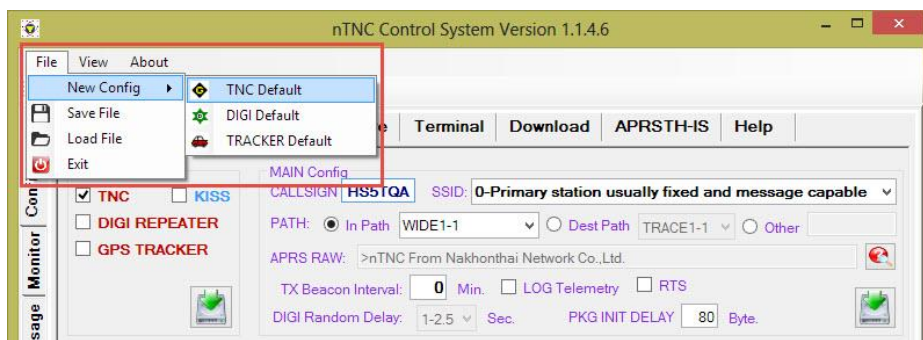 nTNC Control System Version 1.1.4.6
File View About
New Config
Save File
Load File
Exit
TNC Default
DIGI Default
TRACKER Default
Terminal Download APRSTH-IS Help
Monitor
TNC KISS
DIGI REPEATER
GPS TRACKER
MAIN Config
CALLSIGN HS5TQA SSID: 0-Primary station usually fixed and message capable
PATH: In Path WIDE1-1 Dest Path TRACE1-1 Other
APRS RAW: >nTNC From Nakhonthai Network Co.,Ltd.
TX Beacon Interval: 0 Min. LOG Telemetry RTS
DIGI Random Delay: 1-2.5 Sec. PKG INIT DELAY 80 Byte.